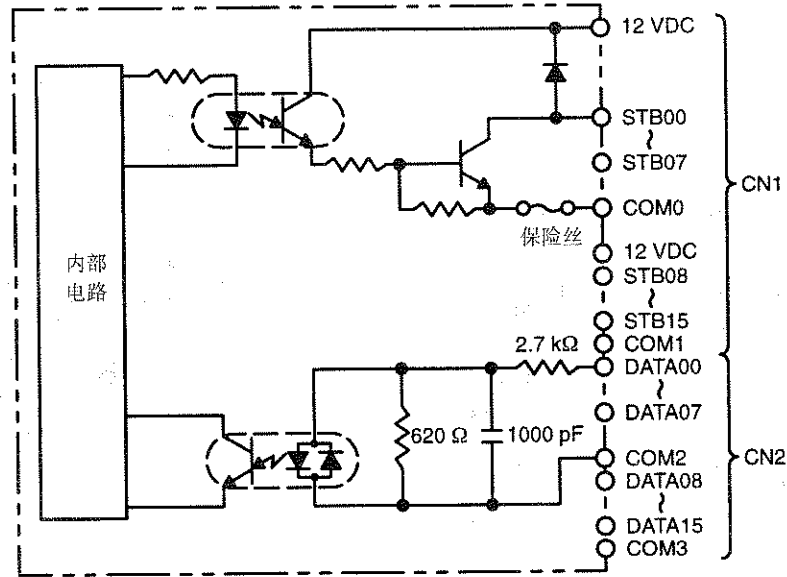 12 VDC
STB00
~
STB07
CN1
COM0
保险丝
12 VDC
内部
电路
STB08
~
STB15
COM1
2.7 kΩ
DATA00
~
DATA07
620 Ω
1000 pF
COM2
CN2
DATA08
~
DATA15
COM3